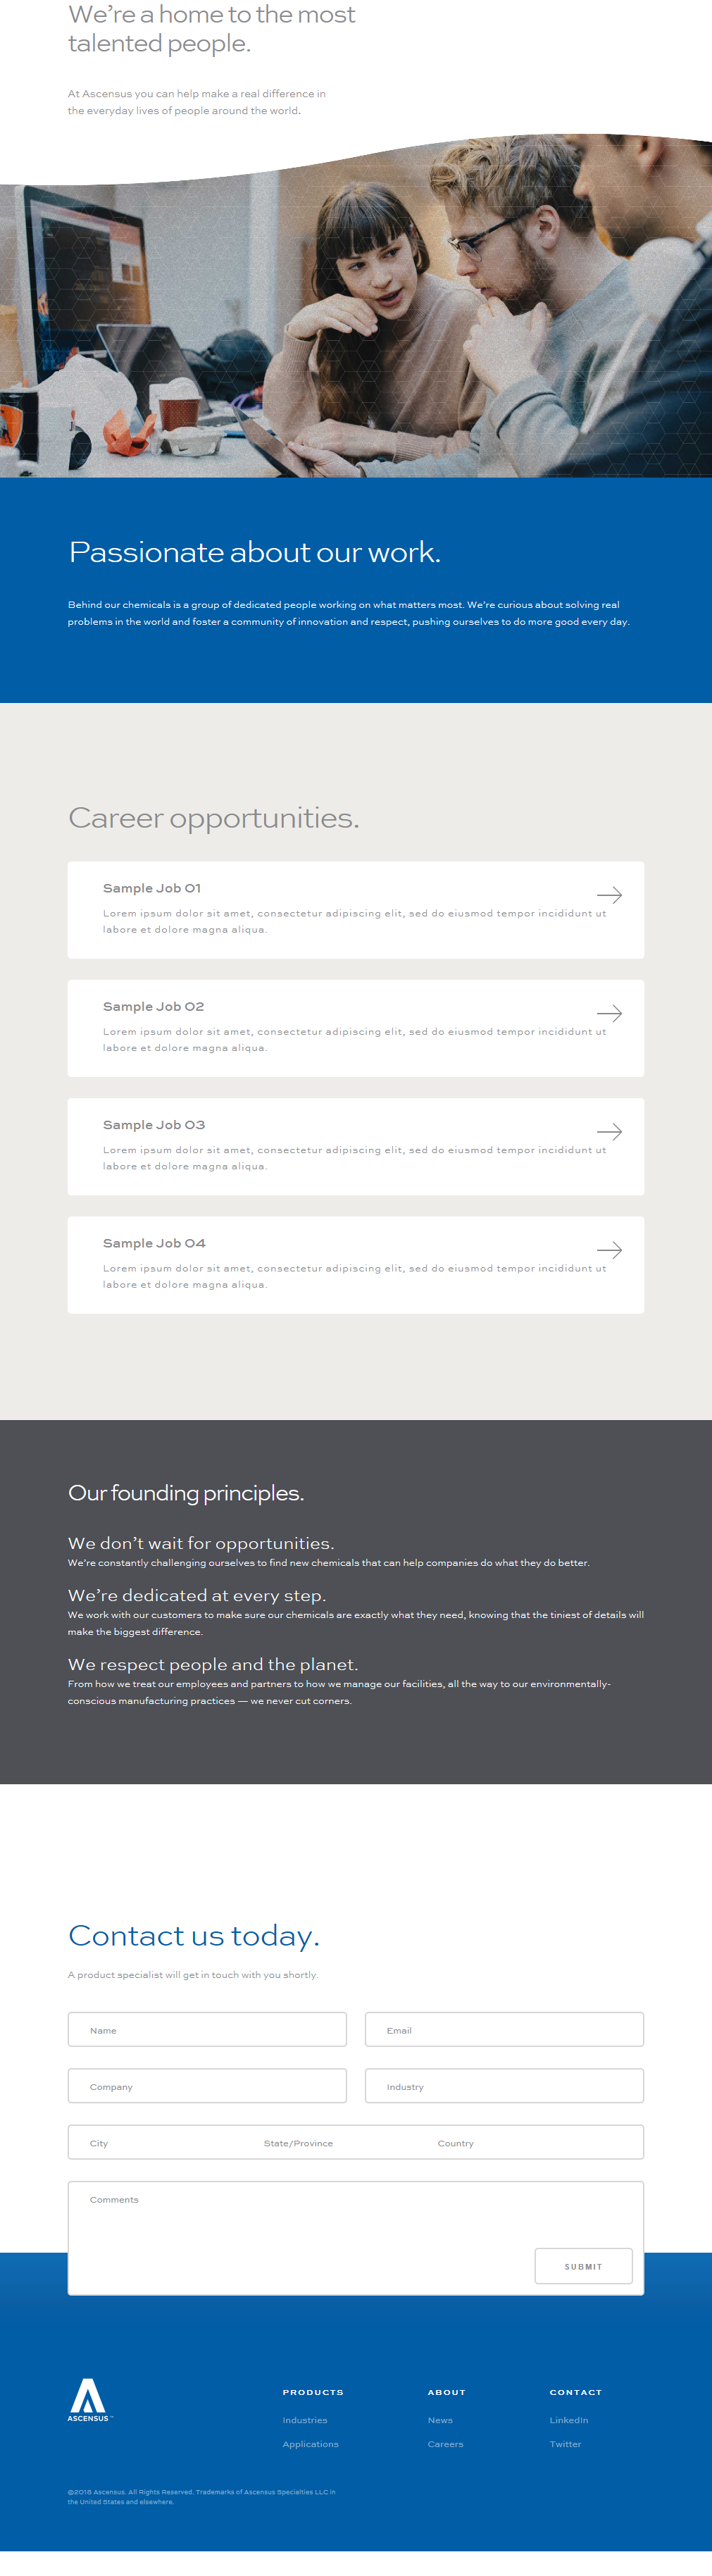 We're a home to the most
talented people.
At Ascensus you can help make a real difference in
the everyday lives of people around the world.
Passionate about our work.
Behind our chemicals is a group of dedicated people working on what matters most. We're curious about solving real
problems in the world and foster a community of innovation and respect, pushing ourselves to do more good every day.
Career opportunities.
Sample Job 01
Lorem ipsum dolor sit amet, consectetur adipiscing elit, sed do eiusmod tempor incididunt ut
labore et dolore magna aliqua.
Sample Job 02
Lorem ipsum dolor sit amet, consectetur adipiscing elit, sed do eiusmod tempor incididunt ut
labore et dolore magna aliqua.
Sample Job 03
Lorem ipsum dolor sit amet, consectetur adipiscing elit, sed do eiusmod tempor incididunt ut
labore et dolore magna aliqua.
Sample Job 04
Lorem ipsum dolor sit amet, consectetur adipiscing elit, sed do eiusmod tempor incididunt ut
labore et dolore magna aliqua.
Our founding principles.
We don't wait for opportunities.
We're constantly challenging ourselves to find new chemicals that can help companies do what they do better.
We're dedicated at every step.
We work with our customers to make sure our chemicals are exactly what they need, knowing that the tiniest of details will
make the biggest difference.
We respect people and the planet.
From how we treat our employees and partners to how we manage our facilities, all the way to our environmentally-
conscious manufacturing practices — we never cut corners.
Contact us today.
A product specialist will get in touch with you shortly.
Name Email
Company Industry
City State/Province Country
Comments
SUBMIT
ASCENSUS™
PRODUCTS ABOUT CONTACT
Industries News LinkedIn
Applications Careers Twitter
©2018 Ascensus. All Rights Reserved. Trademarks of Ascensus Specialties LLC in
the United States and elsewhere.